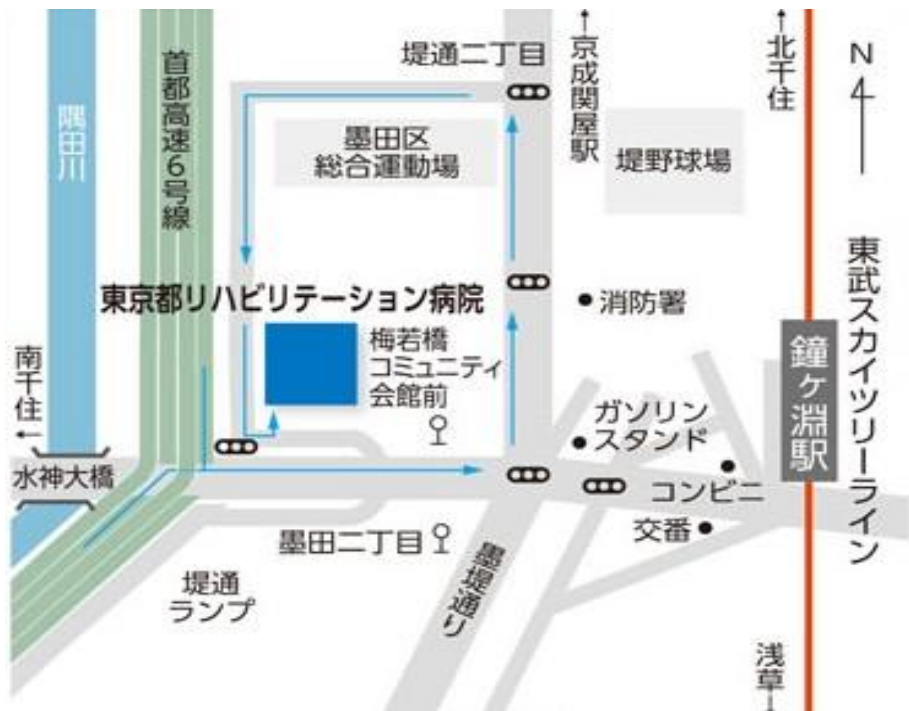 堤通二丁目
↑京成関屋駅
↑北千住
N
首都高速6号線
隅田川
墨田区
総合運動場
堤野球場
東武スカイツリーライン
東京都リハビリテーション病院
消防署
梅若橋
コミュニティ
会館前
南千住
←
鐘ヶ淵駅
ガソリン
スタンド
水神大橋
コンビニ
墨田二丁目
交番
堤通
ランプ
墨堤通り
浅草→